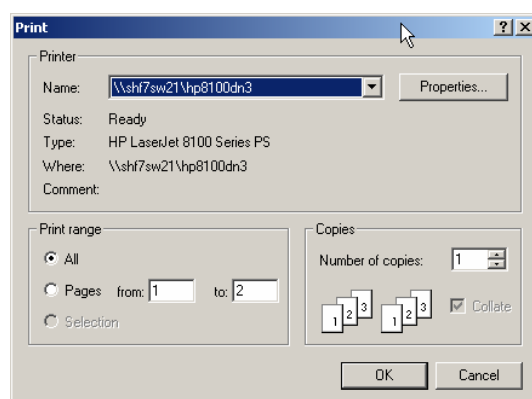 Print
Printer
Name: \\shf7sw21\hp8100dn3 Properties...
Status: Ready
Type: HP LaserJet 8100 Series PS
Where: \\shf7sw21\hp8100dn3
Comment:
Print range
All
Pages from: 1 to: 2
Selection
Copies
Number of copies: 1
1 2 3 1 2 3 Collate
OK Cancel